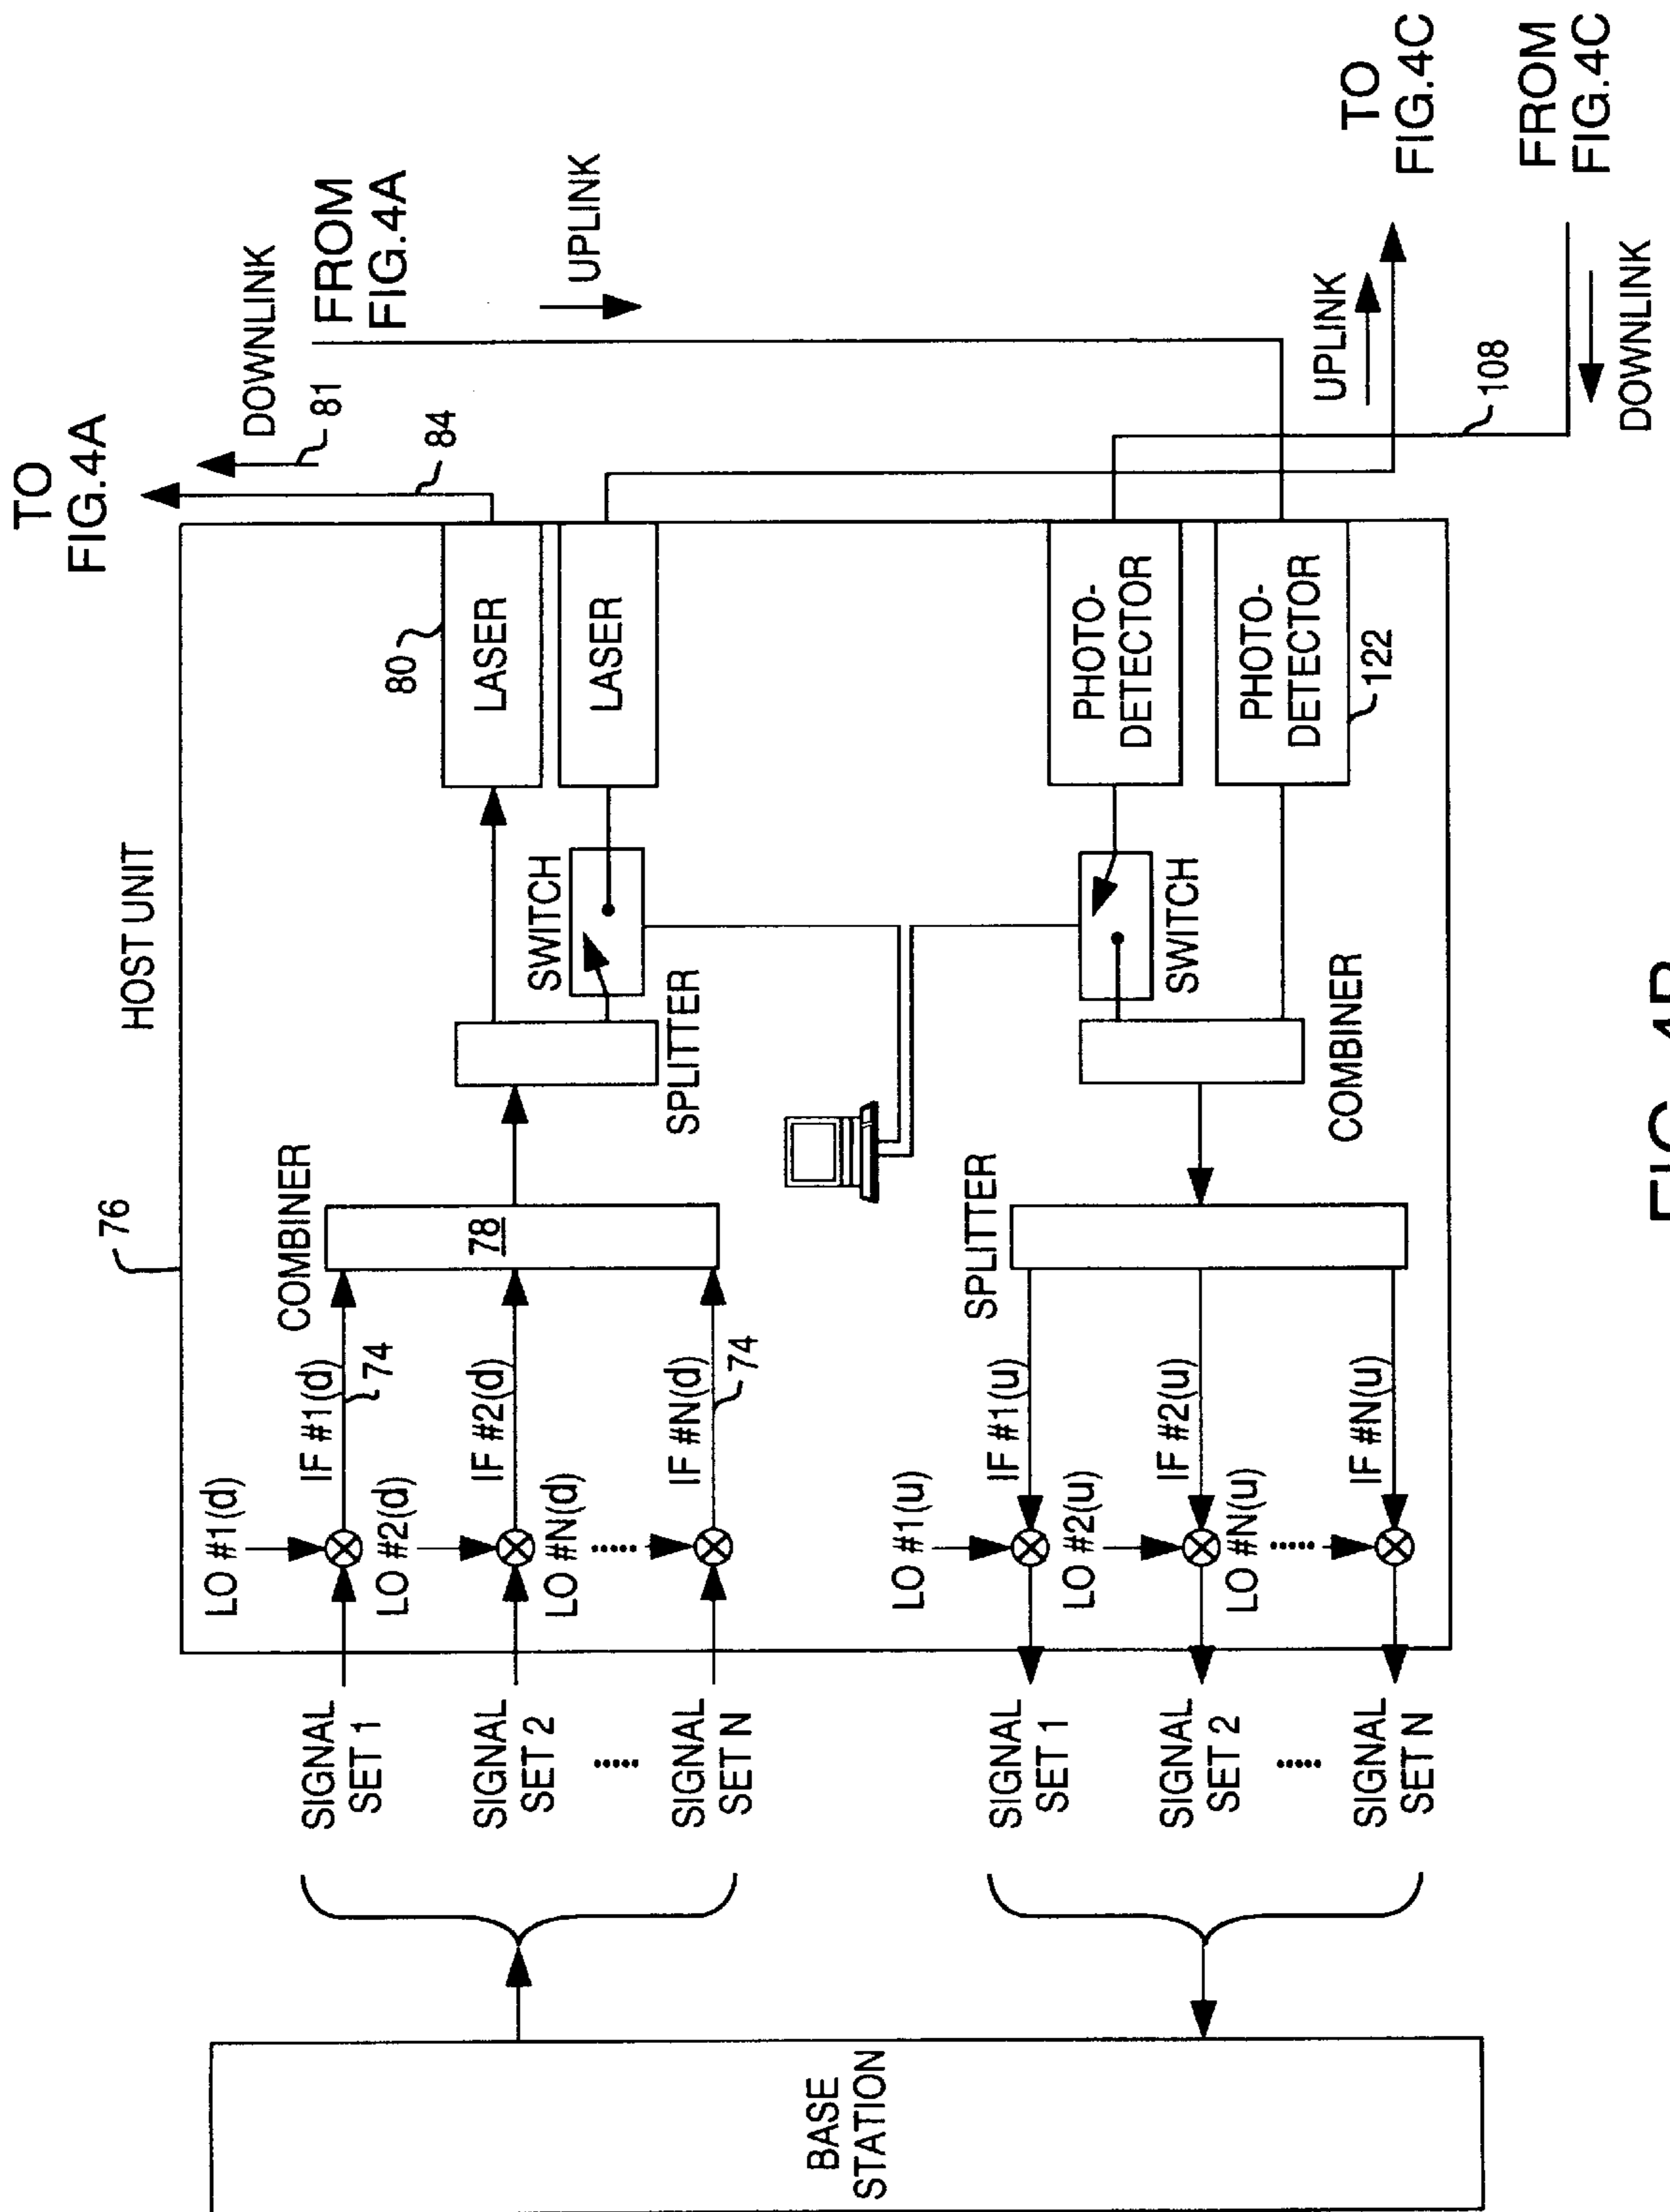 BASE
STATION
SIGNAL
SET 1
SIGNAL
SET 2
.....
SIGNAL
SET N
SIGNAL
SET 1
SIGNAL
SET 2
.....
SIGNAL
SET N
76
HOST UNIT
LO #1(d)
IF #1(d)
74
LO #2(d)
IF #2(d)
LO #N(d)
.....
IF #N(d)
74
COMBINER
78
SPLITTER
SWITCH
80
LASER
LASER
LO #1(u)
IF #1(u)
LO #2(u)
IF #2(u)
LO #N(u)
.....
IF #N(u)
SPLITTER
COMBINER
SWITCH
PHOTO-
DETECTOR
PHOTO-
DETECTOR
122
TO
FIG.4A
84
81
DOWNLINK
FROM
FIG.4A
UPLINK
UPLINK
TO
FIG.4C
108
FROM
FIG.4C
DOWNLINK
FIG.4B